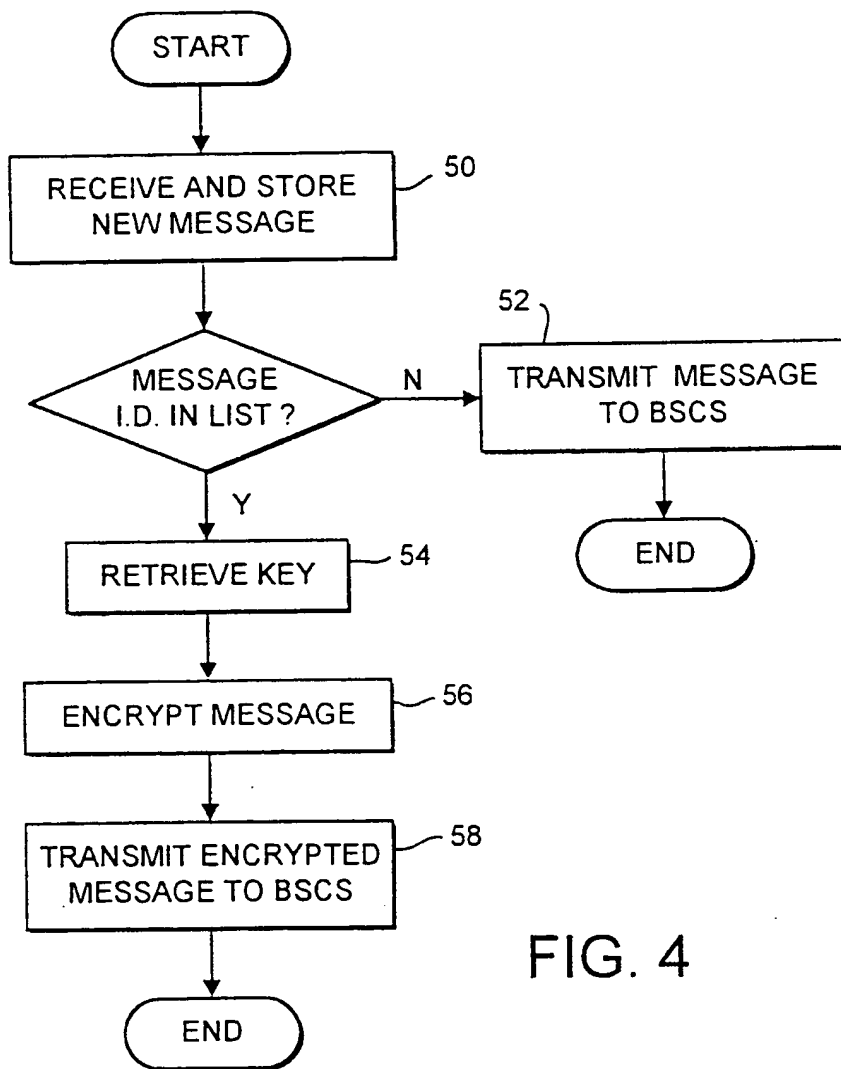 START
RECEIVE AND STORE
NEW MESSAGE
50
MESSAGE
I.D. IN LIST ?
N
52
TRANSMIT MESSAGE
TO BSCS
END
Y
RETRIEVE KEY
54
ENCRYPT MESSAGE
56
TRANSMIT ENCRYPTED
MESSAGE TO BSCS
58
END
FIG. 4